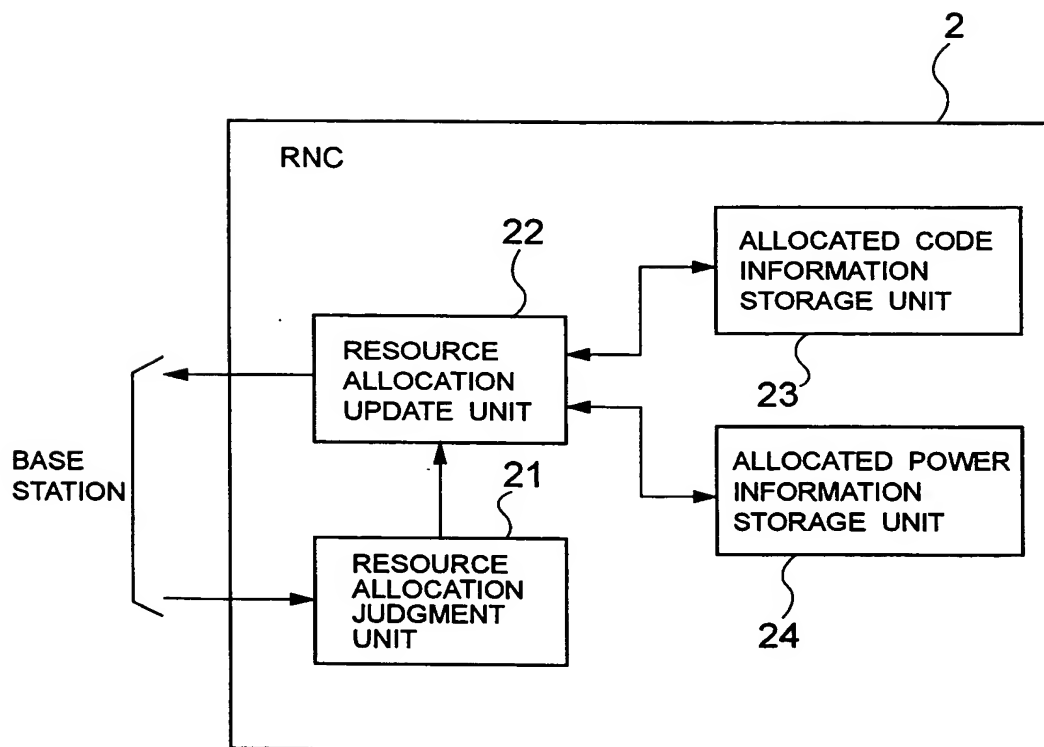 2
RNC
22
ALLOCATED CODE
INFORMATION
STORAGE UNIT
RESOURCE
ALLOCATION
UPDATE UNIT
23
BASE
STATION
21
ALLOCATED POWER
INFORMATION
STORAGE UNIT
RESOURCE
ALLOCATION
JUDGMENT
UNIT
24